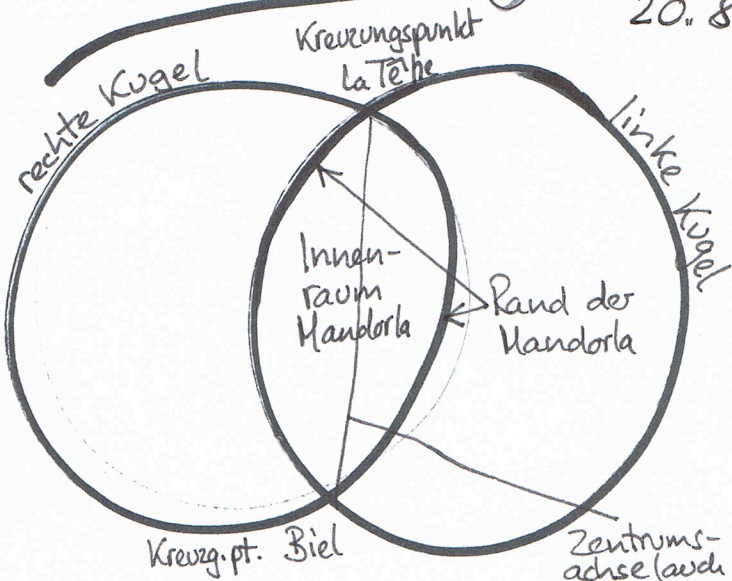 20. 8
Kreuzungspunkt
la Tène
rechte Kugel
linke Kugel
Innen-
raum
Mandorla
Rand der
Mandorla
Kreuzg.pt. Biel
Zentrums-
achse (auch